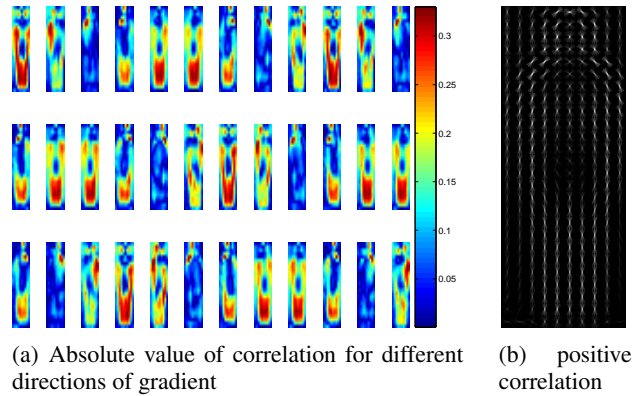 0.3
0.25
0.2
0.15
0.1
0.05
(a) Absolute value of correlation for different
directions of gradient
(b) positive
correlation